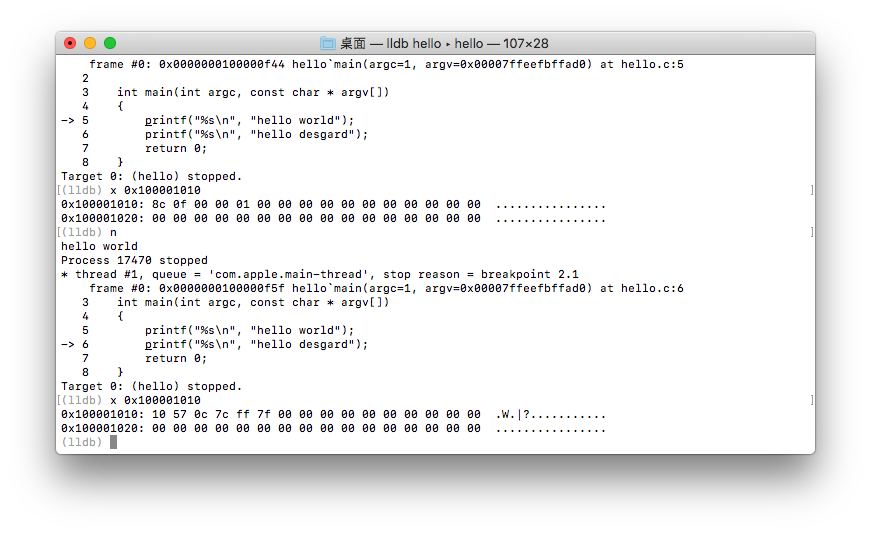 桌面 — lldb hello ▸ hello — 107×28
frame #0: 0x0000000100000f44 hello`main(argc=1, argv=0x00007ffeefbffad0) at hello.c:5
2
3    int main(int argc, const char * argv[])
4    {
-> 5        printf("%s\n", "hello world");
6        printf("%s\n", "hello desgard");
7        return 0;
8    }
Target 0: (hello) stopped.
[(lldb) x 0x100001010 ]
0x100001010: 8c 0f 00 00 01 00 00 00 00 00 00 00 00 00 00 00  ................
0x100001020: 00 00 00 00 00 00 00 00 00 00 00 00 00 00 00 00  ................
[(lldb) n ]
hello world
Process 17470 stopped
* thread #1, queue = 'com.apple.main-thread', stop reason = breakpoint 2.1
frame #0: 0x0000000100000f5f hello`main(argc=1, argv=0x00007ffeefbffad0) at hello.c:6
3    int main(int argc, const char * argv[])
4    {
5        printf("%s\n", "hello world");
-> 6        printf("%s\n", "hello desgard");
7        return 0;
8    }
Target 0: (hello) stopped.
[(lldb) x 0x100001010 ]
0x100001010: 10 57 0c 7c ff 7f 00 00 00 00 00 00 00 00 00 00  .W.|?...........
0x100001020: 00 00 00 00 00 00 00 00 00 00 00 00 00 00 00 00  ................
(lldb)